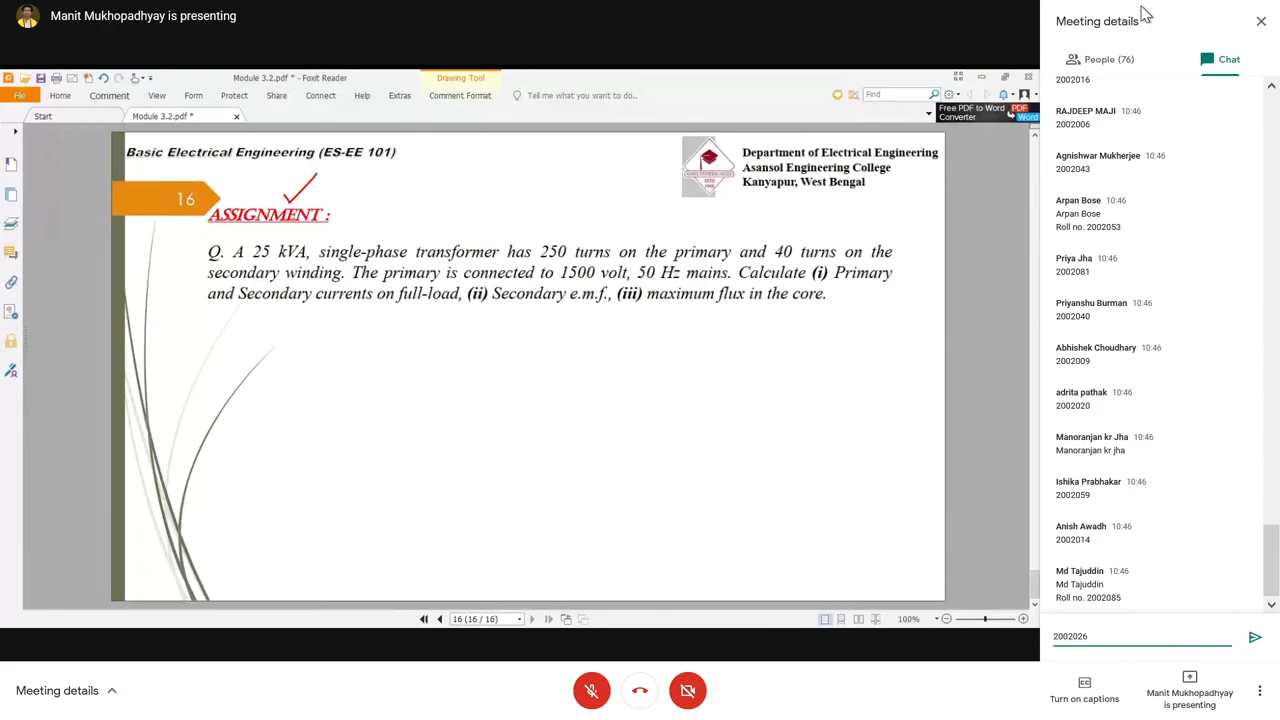 Manit Mukhopadhyay is presenting
Module 3.2.pdf * - Foxit Reader
Drawing Tool
File Home Comment View Form Protect Share Connect Help Extras Comment Format Tell me what you want to do.. Find
Start Module 3.2.pdf *
Free PDF to Word Converter
PDF
Word
Basic Electrical Engineering (ES-EE 101)
Department of Electrical Engineering
Asansol Engineering College
Kanyapur, West Bengal
16
ASSIGNMENT :
Q. A 25 kVA, single-phase transformer has 250 turns on the primary and 40 turns on the
secondary winding. The primary is connected to 1500 volt, 50 Hz mains. Calculate (i) Primary
and Secondary currents on full-load, (ii) Secondary e.m.f., (iii) maximum flux in the core.
16 (16 / 16)
100%
Meeting details
People (76)
Chat
2002016
RAJDEEP MAJI 10:46
2002006
Agnishwar Mukherjee 10:46
2002043
Arpan Bose 10:46
Arpan Bose
Roll no. 2002053
Priya Jha 10:46
2002081
Priyanshu Burman 10:46
2002040
Abhishek Choudhary 10:46
2002009
adrita pathak 10:46
2002020
Manoranjan kr Jha 10:46
Manoranjan kr jha
Ishika Prabhakar 10:46
2002059
Anish Awadh 10:46
2002014
Md Tajuddin 10:46
Md Tajuddin
Roll no. 2002085
2002026
Meeting details
Turn on captions
Manit Mukhopadhyay
is presenting